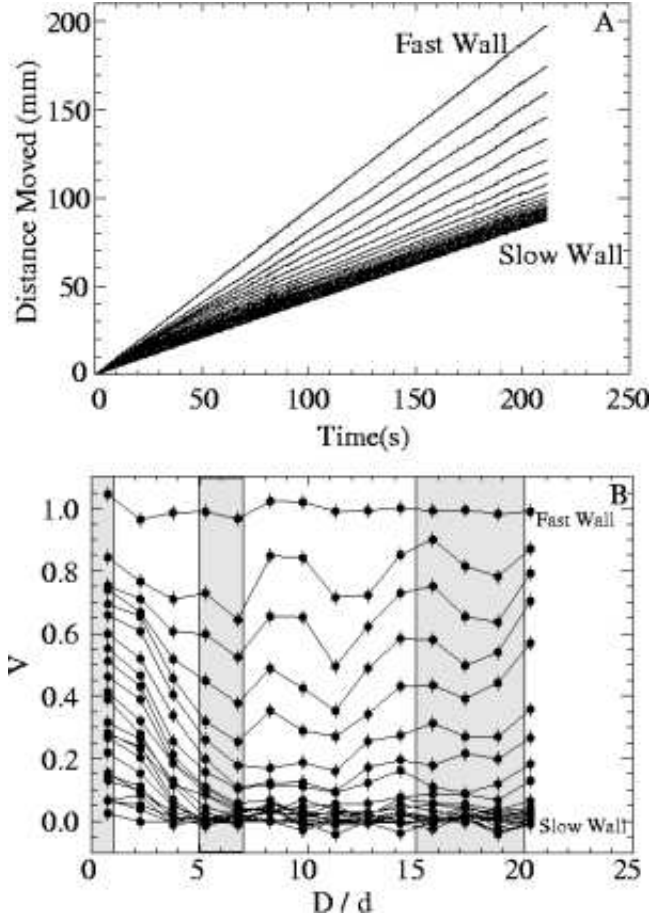 A
Fast Wall
Slow Wall
Distance Moved (mm)
200
150
100
50
0
0 50 100 150 200 250
Time(s)
B
Fast Wall
Slow Wall
V
1.0
0.8
0.6
0.4
0.2
0.0
0 5 10 15 20 25
D / d